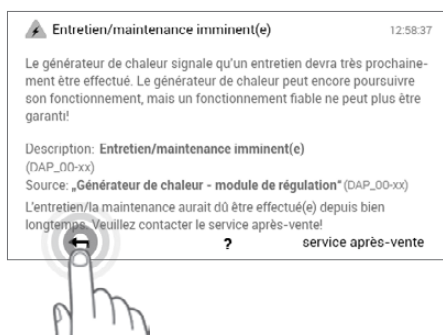 Entretien/maintenance imminent(e) 12:58:37
Le générateur de chaleur signale qu'un entretien devra très prochaine-
ment être effectué. Le générateur de chaleur peut encore poursuivre
son fonctionnement, mais un fonctionnement fiable ne peut plus être
garanti!
Description: Entretien/maintenance imminent(e)
(DAP_00-xx)
Source: „Générateur de chaleur - module de régulation" (DAP_00-xx)
L'entretien/la maintenance aurait dû être effectué(e) depuis bien
longtemps. Veuillez contacter le service après-vente!
? service après-vente